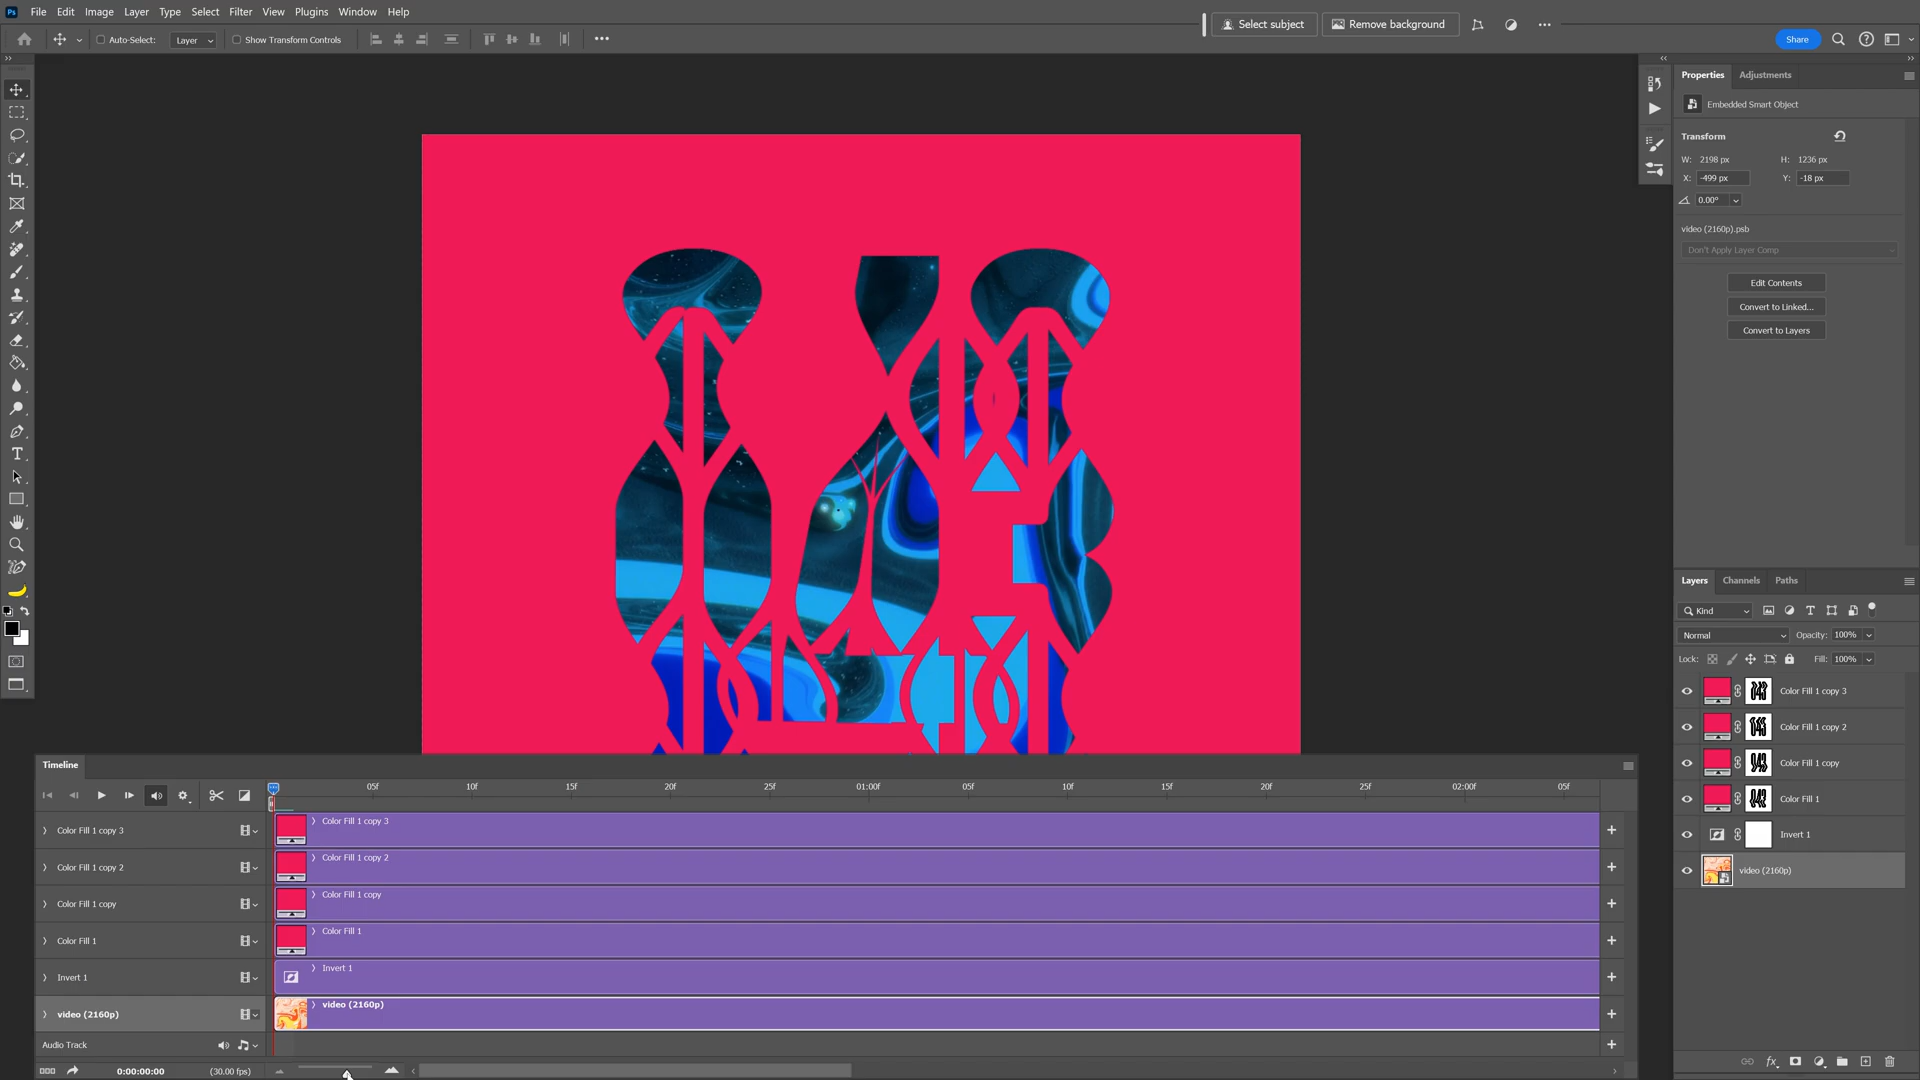 Ps File Edit Image Layer Type Select Filter View Plugins Window Help
Select subject Remove background
Auto-Select: Layer Show Transform Controls
Share
Properties Adjustments
Embedded Smart Object
Transform
W: 2198 px H: 1236 px
X: -499 px Y: -18 px
0.00°
video (2160p).psb
Don't Apply Layer Comp
Edit Contents
Convert to Linked...
Convert to Layers
Layers Channels Paths
Kind
Normal Opacity: 100%
Lock: Fill: 100%
Color Fill 1 copy 3
Color Fill 1 copy 2
Color Fill 1 copy
Color Fill 1
Invert 1
video (2160p)
Timeline
05f 10f 15f 20f 25f 01:00f 05f 10f 15f 20f 25f 02:00f 05f
Color Fill 1 copy 3 Color Fill 1 copy 3
Color Fill 1 copy 2 Color Fill 1 copy 2
Color Fill 1 copy Color Fill 1 copy
Color Fill 1 Color Fill 1
Invert 1 Invert 1
video (2160p) video (2160p)
Audio Track
0:00:00:00 (30.00 fps)
fx